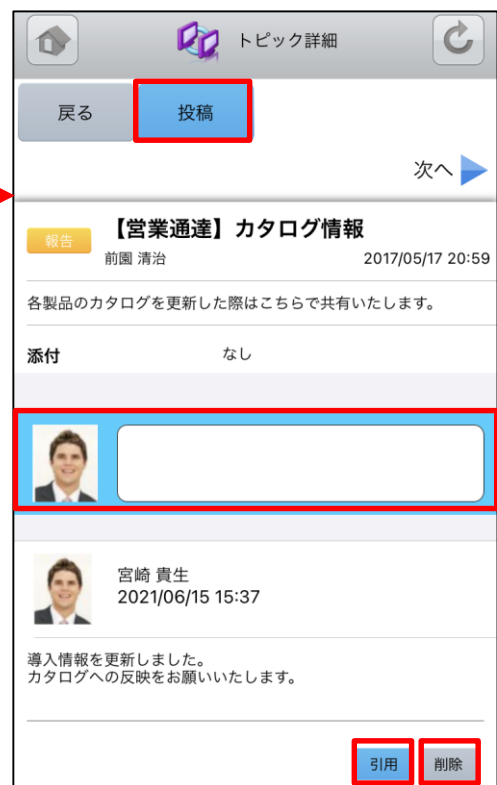 トピック詳細
戻る
投稿
次へ
報告
【営業通達】カタログ情報
前園 清治
2017/05/17 20:59
各製品のカタログを更新した際はこちらで共有いたします。
添付
なし
宮崎 貴生
2021/06/15 15:37
導入情報を更新しました。
カタログへの反映をお願いいたします。
引用
削除